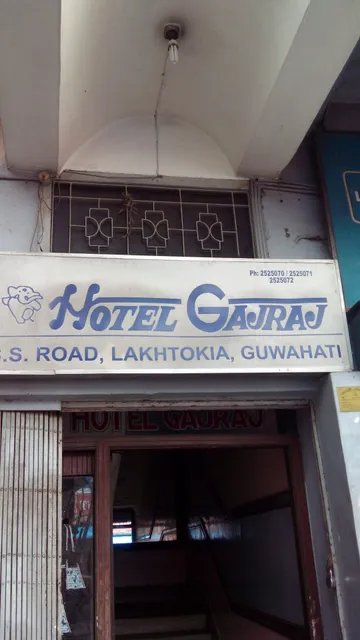 Ph: 2525070 / 2525071
2525072
HOTEL GAJRAJ
S.S. ROAD, LAKHTOKIA, GUWAHATI
HOTEL GAJRAJ